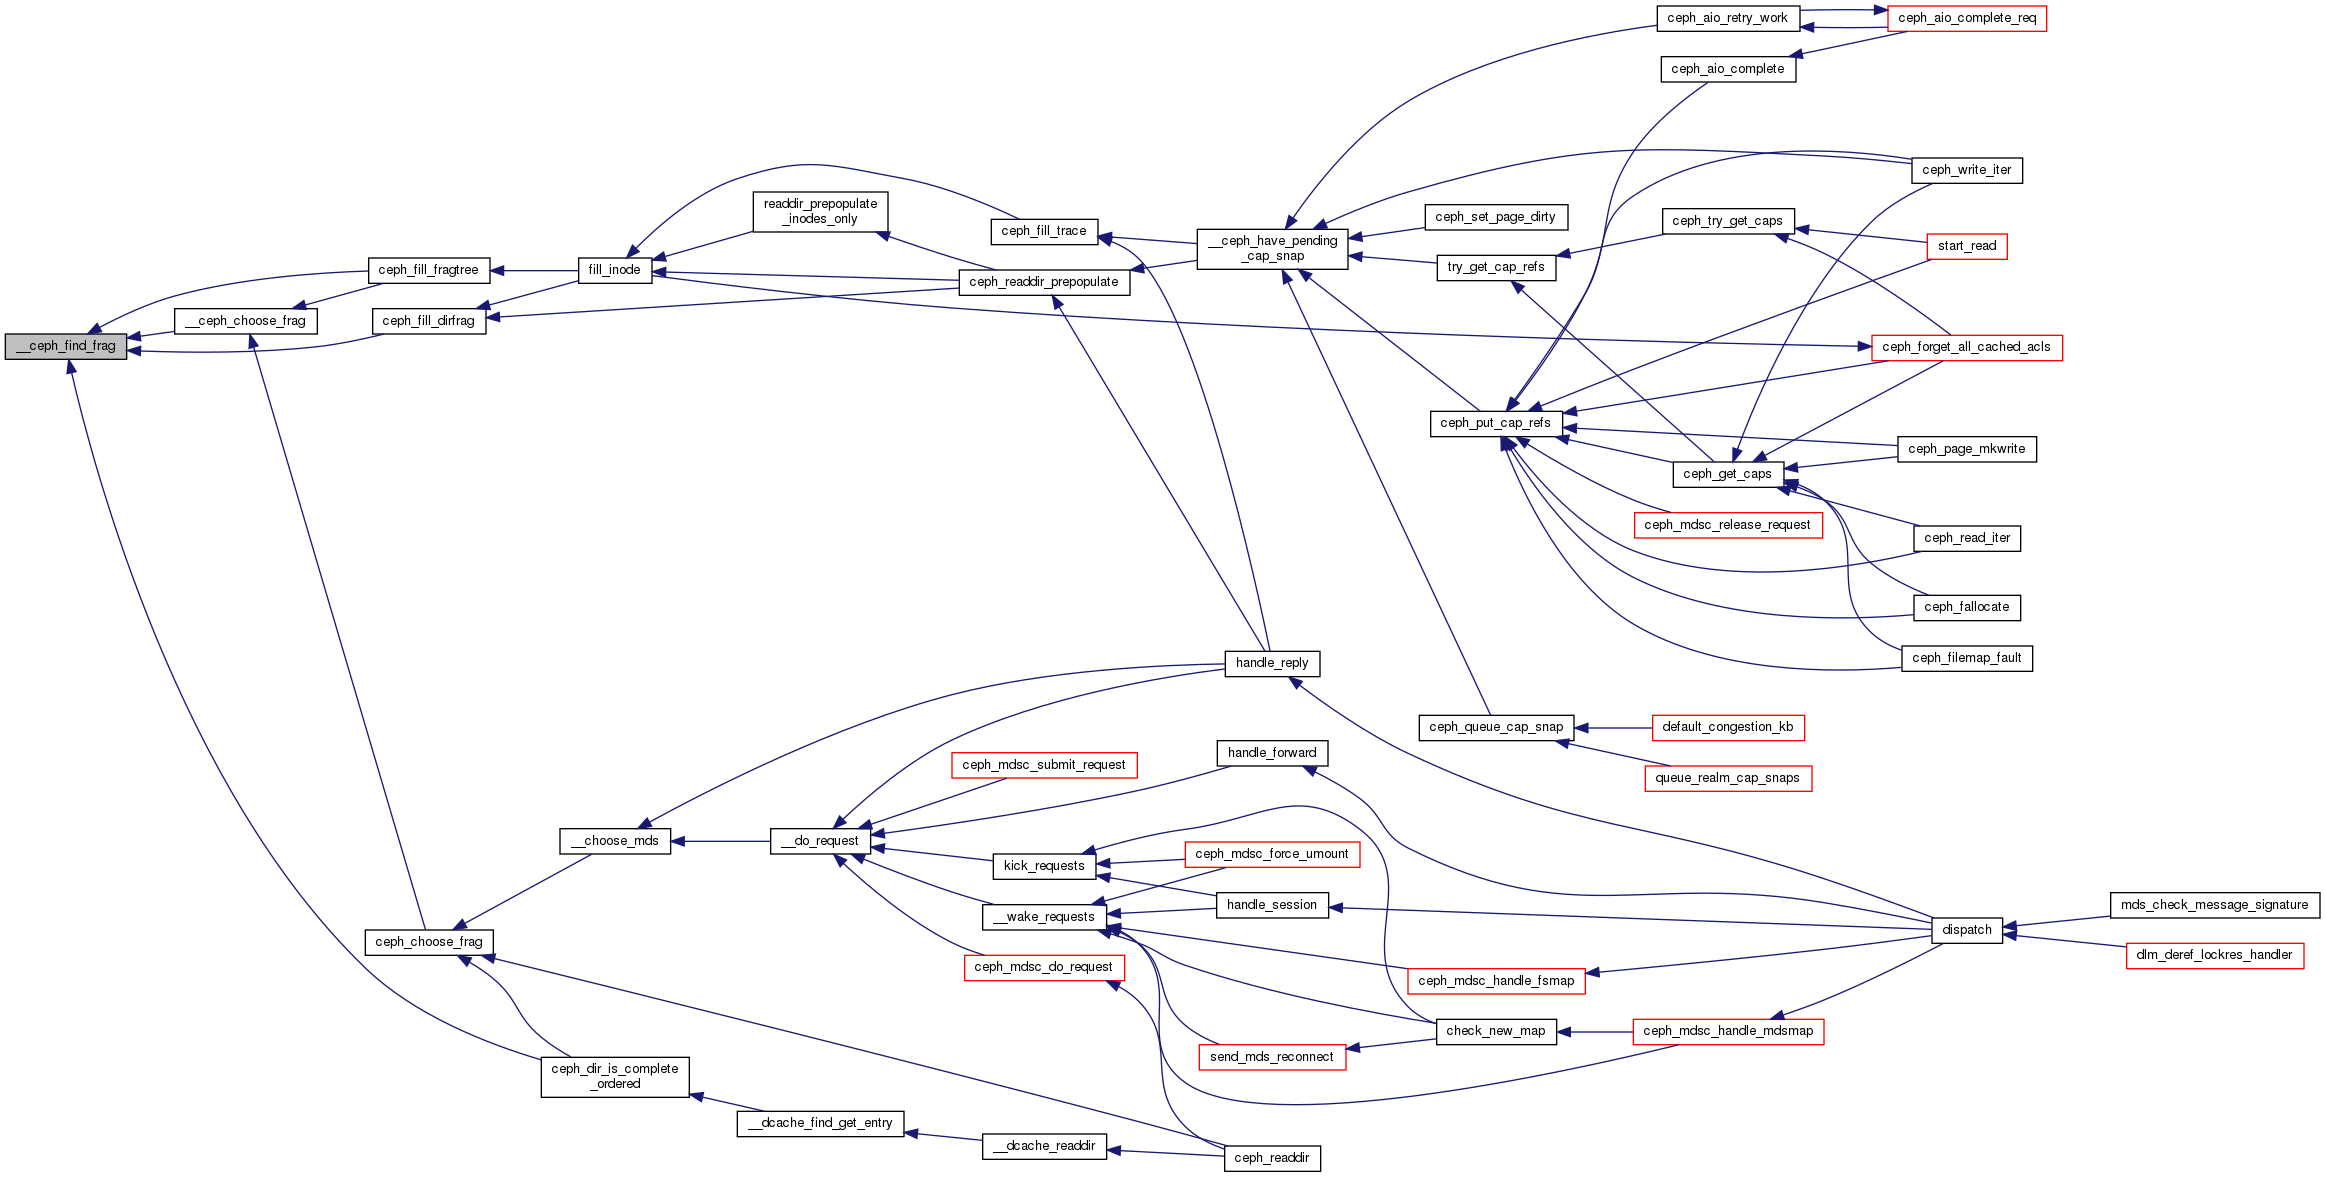 ceph_aio_retry_work
ceph_aio_complete_req
ceph_aio_complete
ceph_write_iter
readdir_prepopulate
_inodes_only
ceph_fill_trace
ceph_set_page_dirty
ceph_try_get_caps
__ceph_have_pending
_cap_snap
start_read
ceph_fill_fragtree
fill_inode
try_get_cap_refs
ceph_readdir_prepopulate
__ceph_choose_frag
ceph_fill_dirfrag
__ceph_find_frag
ceph_forget_all_cached_acls
ceph_put_cap_refs
ceph_page_mkwrite
ceph_get_caps
ceph_mdsc_release_request
ceph_read_iter
ceph_fallocate
ceph_filemap_fault
handle_reply
ceph_queue_cap_snap
default_congestion_kb
handle_forward
ceph_mdsc_submit_request
queue_realm_cap_snaps
__choose_mds
__do_request
ceph_mdsc_force_umount
kick_requests
handle_session
mds_check_message_signature
__wake_requests
dispatch
ceph_choose_frag
dlm_deref_lockres_handler
ceph_mdsc_do_request
ceph_mdsc_handle_fsmap
check_new_map
ceph_mdsc_handle_mdsmap
send_mds_reconnect
ceph_dir_is_complete
_ordered
__dcache_find_get_entry
__dcache_readdir
ceph_readdir